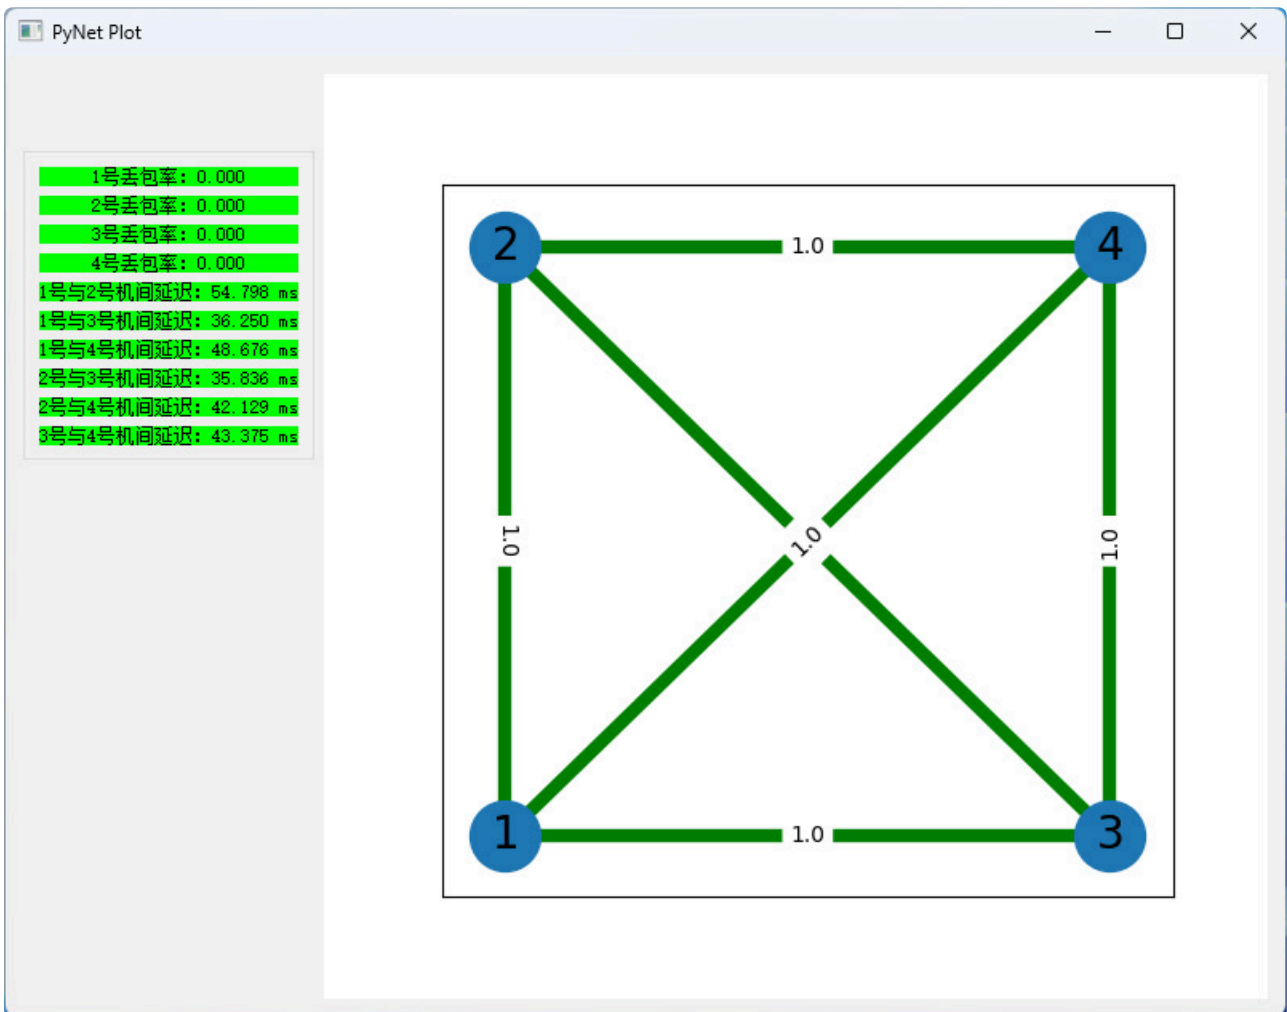 PyNet Plot
1号丢包率: 0.000
2号丢包率: 0.000
3号丢包率: 0.000
4号丢包率: 0.000
1号与2号机间延迟: 54.798 ms
1号与3号机间延迟: 36.250 ms
1号与4号机间延迟: 48.676 ms
2号与3号机间延迟: 35.836 ms
2号与4号机间延迟: 42.129 ms
3号与4号机间延迟: 43.375 ms
2
1.0
4
1.0
1.0
1.0
1
1.0
3